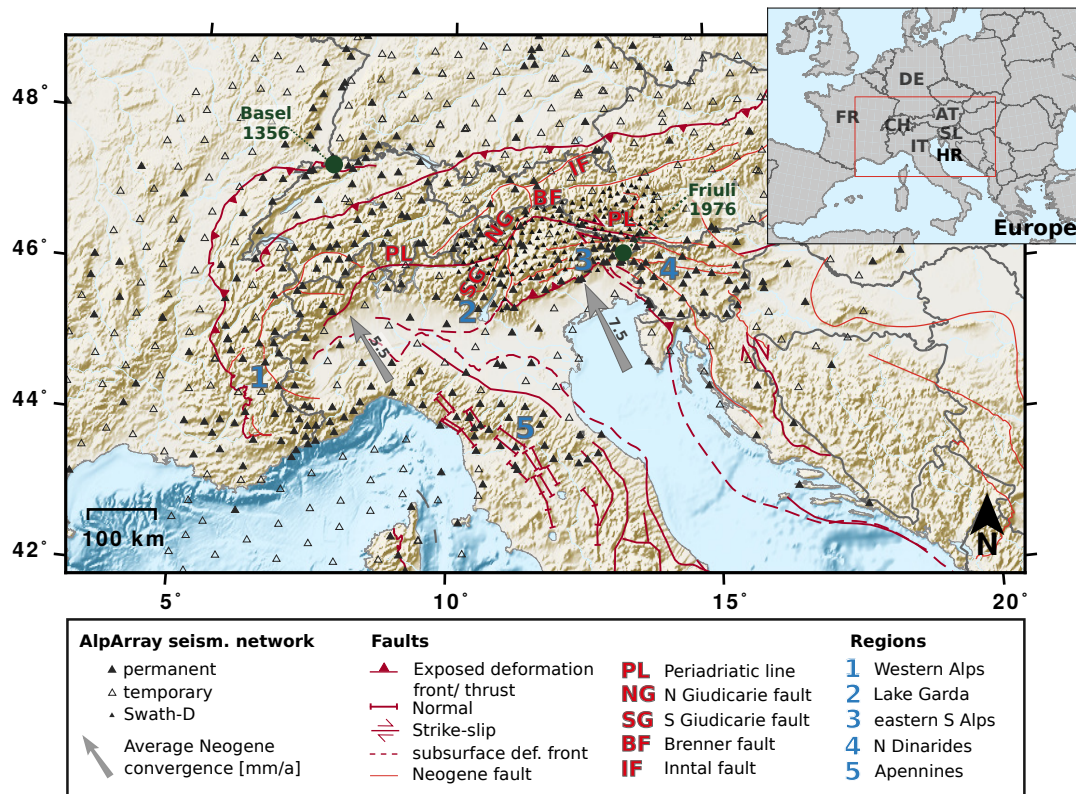 48°
46°
44°
42°
5°
10°
15°
20°
Basel
1356
Friuli
1976
IF
BF
NG
PL
PL
SG
1
2
3
4
5
5.5
7.5
100 km
N
DE
FR
CH
AT
SL
IT
HR
Europe
AlpArray seism. network
permanent
temporary
Swath-D
Average Neogene
convergence [mm/a]
Faults
Exposed deformation
front/ thrust
Normal
Strike-slip
subsurface def. front
Neogene fault
PL Periadriatic line
NG N Giudicarie fault
SG S Giudicarie fault
BF Brenner fault
IF Inntal fault
Regions
1 Western Alps
2 Lake Garda
3 eastern S Alps
4 N Dinarides
5 Apennines